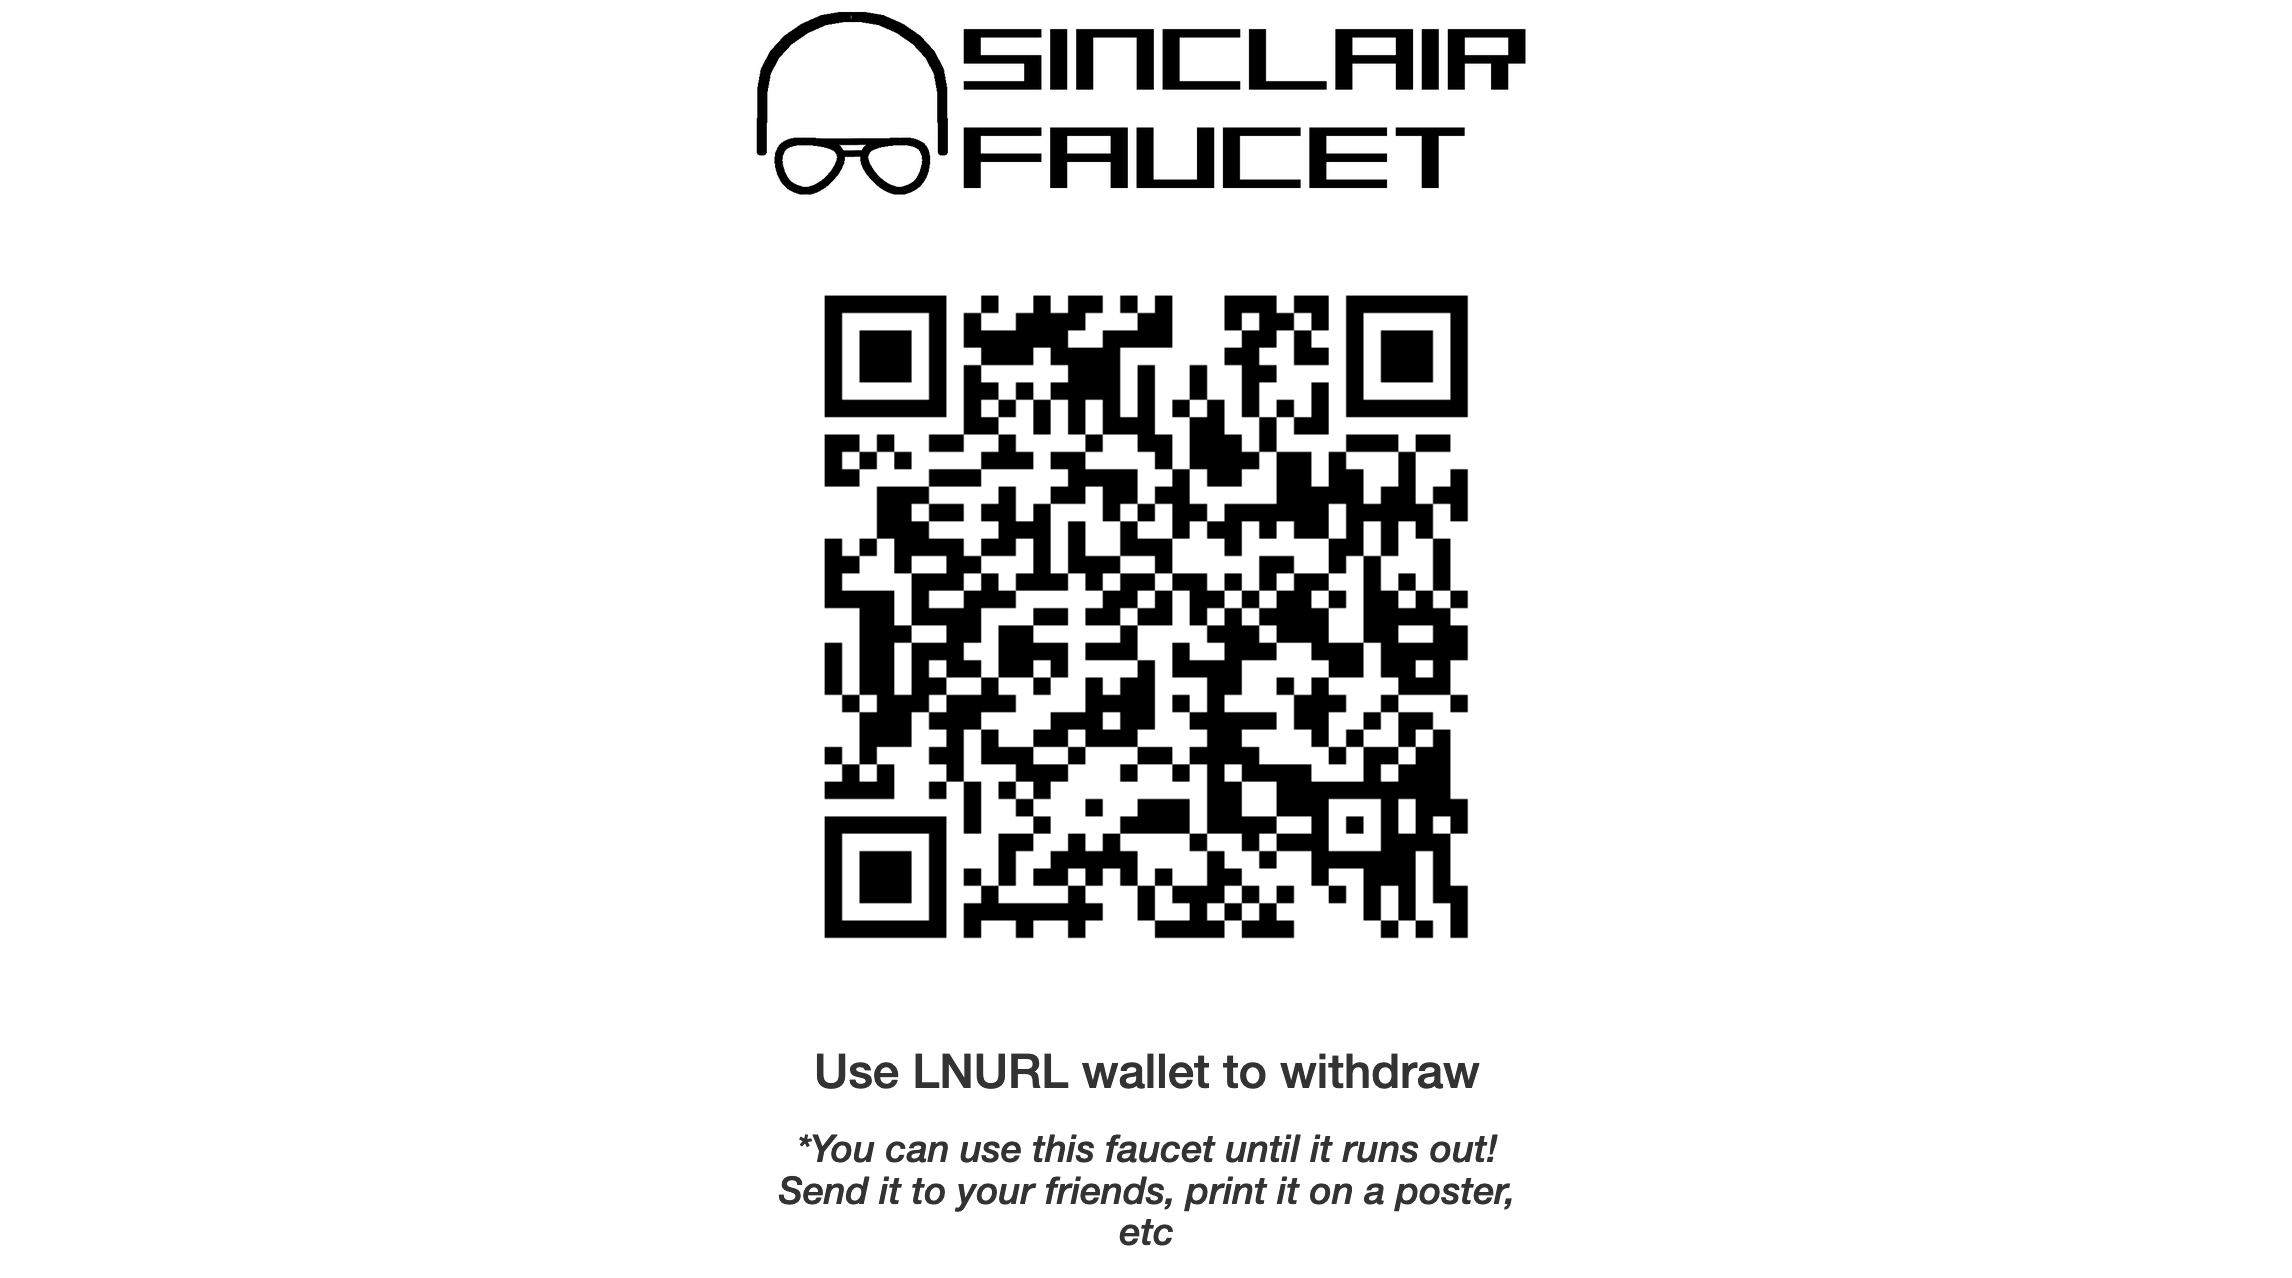 SINCLAIR
FAUCET
Use LNURL wallet to withdraw
*You can use this faucet until it runs out!
Send it to your friends, print it on a poster,
etc